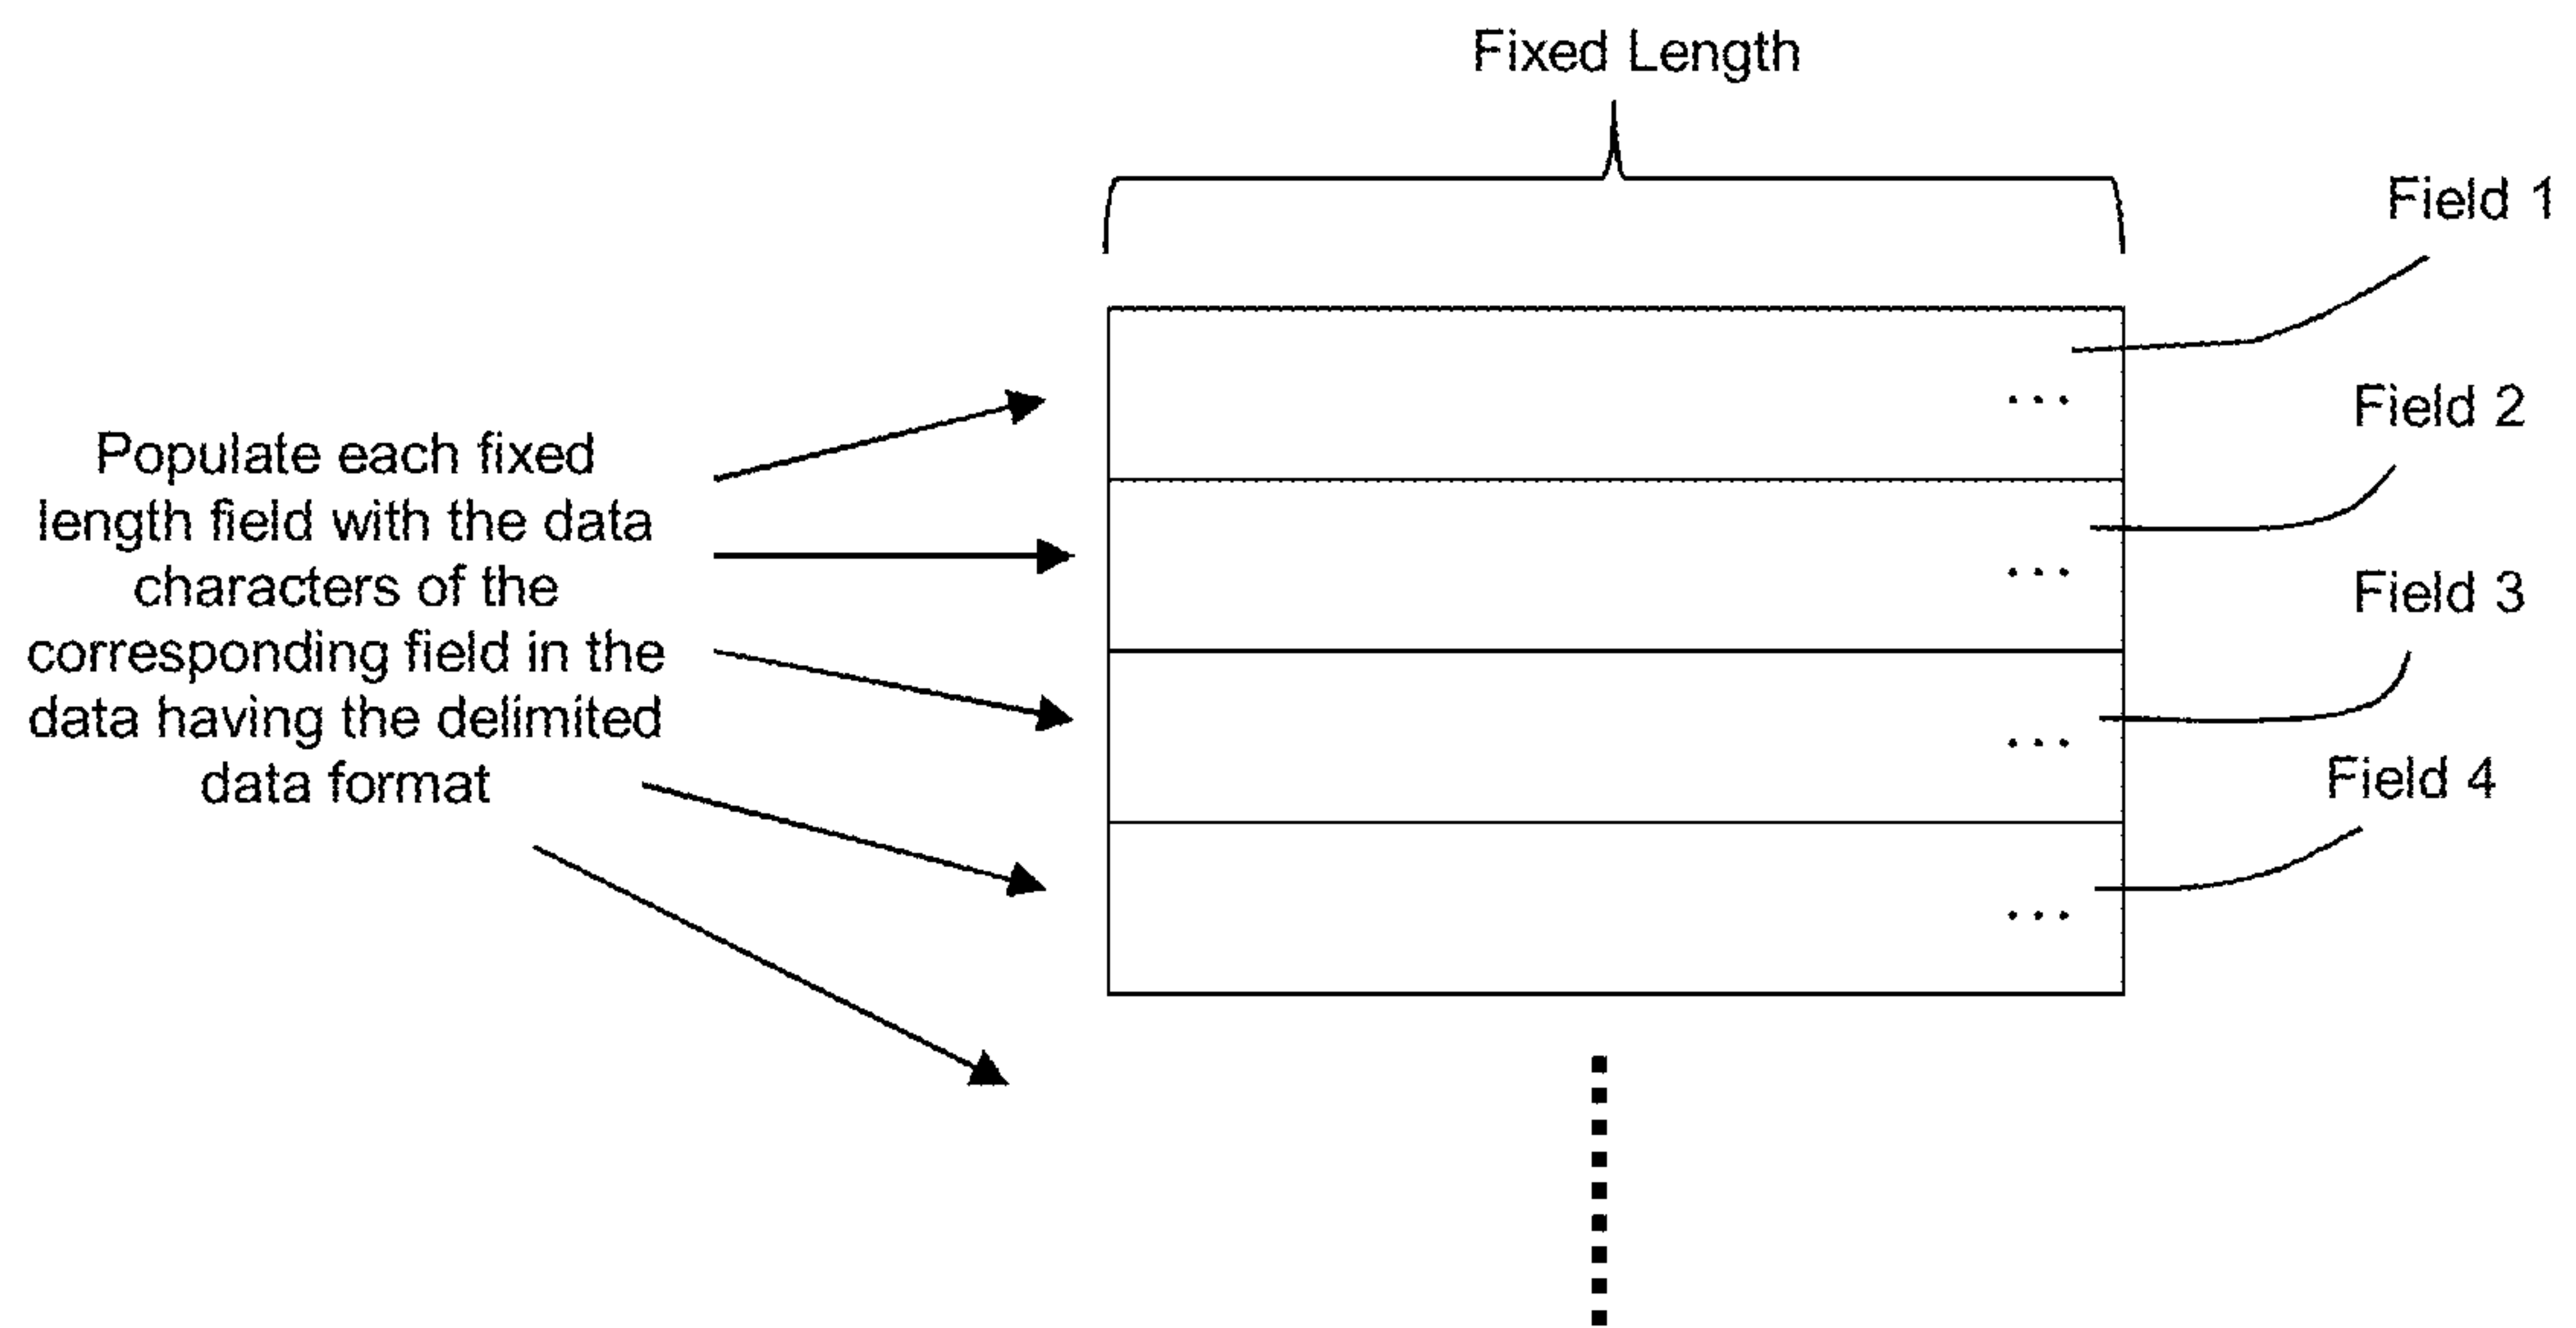 Fixed Length
Field 1
Field 2
Populate each fixed
length field with the data
characters of the
corresponding field in the
data having the delimited
data format
Field 3
Field 4
...
...
...
...